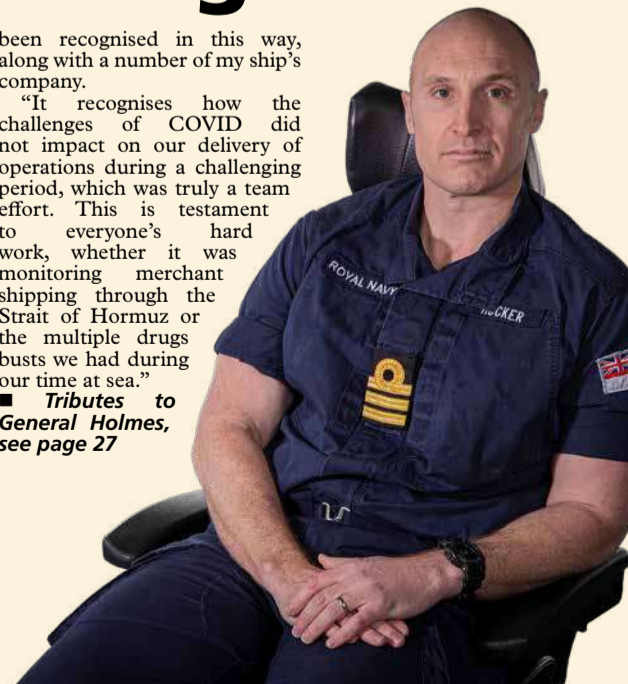 been recognised in this way,
along with a number of my ship's
company.
"It recognises how the
challenges of COVID did
not impact on our delivery of
operations during a challenging
period, which was truly a team
effort. This is testament
to everyone's hard
work, whether it was
monitoring merchant
shipping through the
Strait of Hormuz or
the multiple drugs
busts we had during
our time at sea."
■ Tributes to
General Holmes,
see page 27
ROYAL NAVY